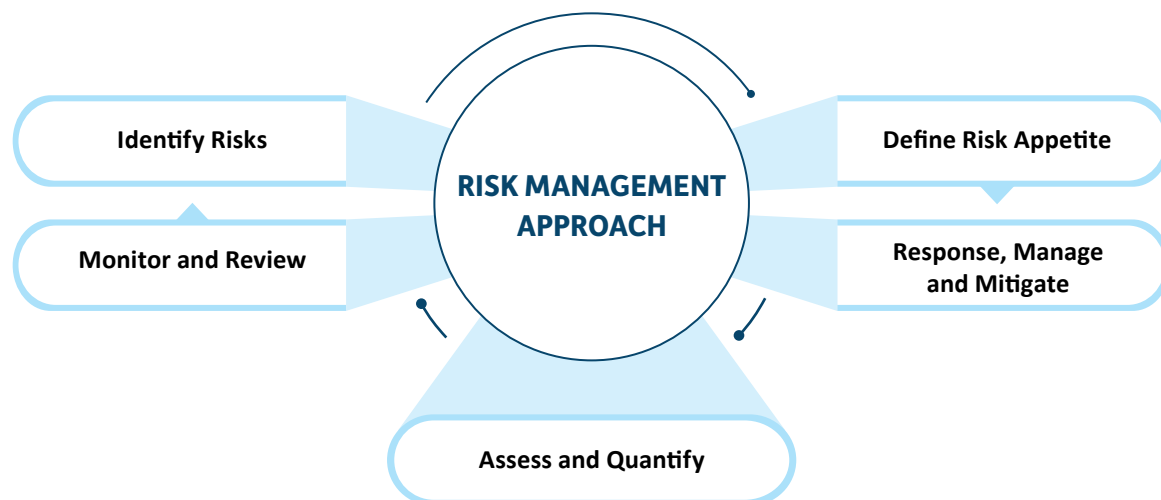 Identify Risks
Define Risk Appetite
RISK MANAGEMENT
APPROACH
Monitor and Review
Response, Manage
and Mitigate
Assess and Quantify